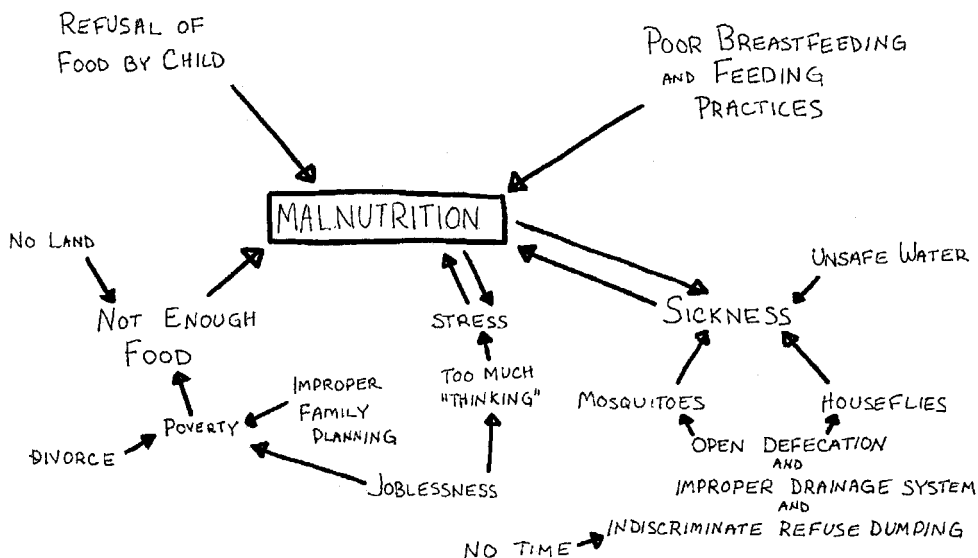 REFUSAL OF
FOOD BY CHILD
POOR BREASTFEEDING
AND FEEDING
PRACTICES
MALNUTRITION
NO LAND
UNSAFE WATER
NOT ENOUGH
FOOD
STRESS
SICKNESS
TOO MUCH
"THINKING"
IMPROPER
FAMILY
PLANNING
POVERTY
DIVORCE
JOBLESSNESS
MOSQUITOES
HOUSEFLIES
OPEN DEFECATION
AND
IMPROPER DRAINAGE SYSTEM
AND
INDISCRIMINATE REFUSE DUMPING
NO TIME